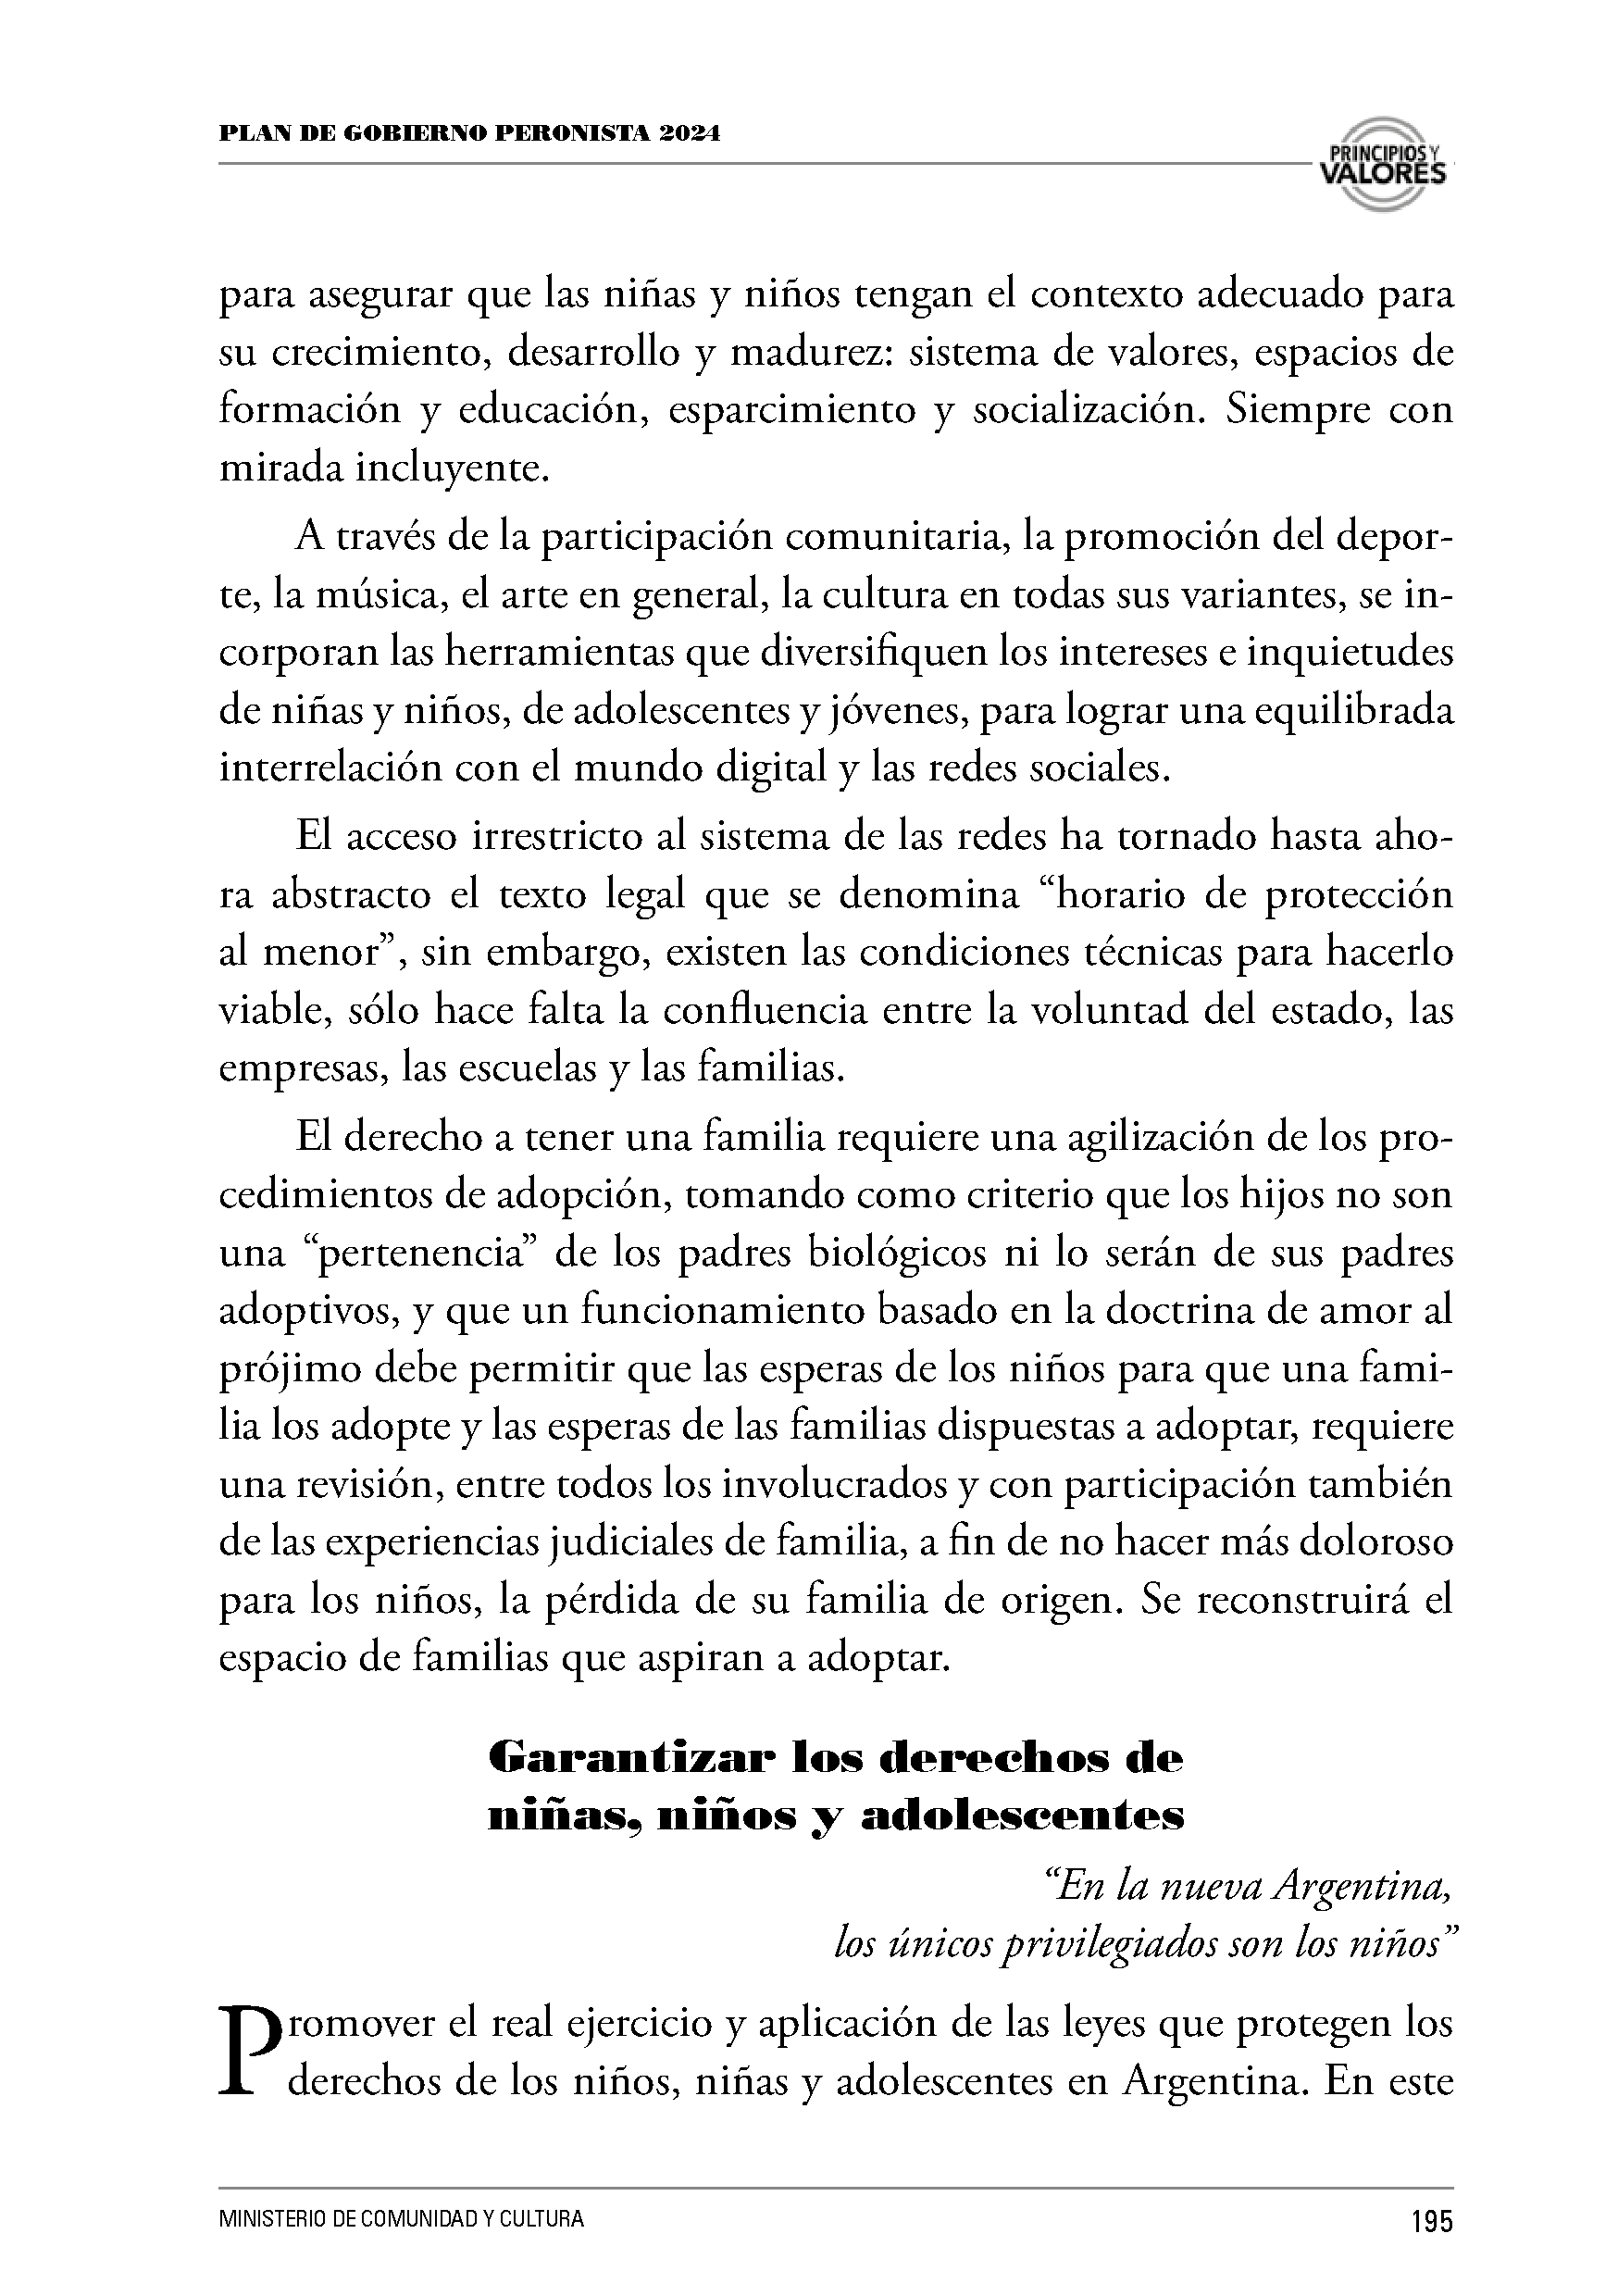 PLAN DE GOBIERNO PERONISTA 2024
PRINCIPIOS Y
VALORES
para asegurar que las niñas y niños tengan el contexto adecuado para
su crecimiento, desarrollo y madurez: sistema de valores, espacios de
formación y educación, esparcimiento y socialización. Siempre con
mirada incluyente.
A través de la participación comunitaria, la promoción del depor-
te, la música, el arte en general, la cultura en todas sus variantes, se in-
corporan las herramientas que diversifiquen los intereses e inquietudes
de niñas y niños, de adolescentes y jóvenes, para lograr una equilibrada
interrelación con el mundo digital y las redes sociales.
El acceso irrestricto al sistema de las redes ha tornado hasta aho-
ra abstracto el texto legal que se denomina “horario de protección
al menor”, sin embargo, existen las condiciones técnicas para hacerlo
viable, sólo hace falta la confluencia entre la voluntad del estado, las
empresas, las escuelas y las familias.
El derecho a tener una familia requiere una agilización de los pro-
cedimientos de adopción, tomando como criterio que los hijos no son
una “pertenencia” de los padres biológicos ni lo serán de sus padres
adoptivos, y que un funcionamiento basado en la doctrina de amor al
prójimo debe permitir que las esperas de los niños para que una fami-
lia los adopte y las esperas de las familias dispuestas a adoptar, requiere
una revisión, entre todos los involucrados y con participación también
de las experiencias judiciales de familia, a fin de no hacer más doloroso
para los niños, la pérdida de su familia de origen. Se reconstruirá el
espacio de familias que aspiran a adoptar.
Garantizar los derechos de
niñas, niños y adolescentes
“En la nueva Argentina,
los únicos privilegiados son los niños”
Promover el real ejercicio y aplicación de las leyes que protegen los
derechos de los niños, niñas y adolescentes en Argentina. En este
MINISTERIO DE COMUNIDAD Y CULTURA
195